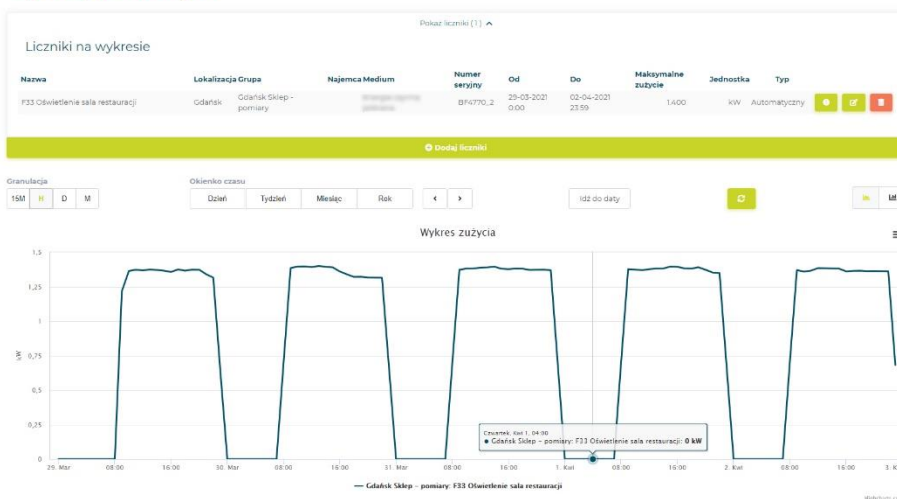 Pokaż liczniki (1)
Liczniki na wykresie
Nazwa Lokalizacja Grupa Najemca Medium Numer seryjny Od Do Maksymalne zużycie Jednostka Typ
F33 Oświetlenie sala restauracji Gdańsk Gdańsk Sklep - pomiary BF4770_2 29-03-2021 0:00 02-04-2021 23:59 1.400 kW Automatyczny
Dodaj liczniki
Granulacja Okienko czasu
15M H D M Dzień Tydzień Miesiąc Rok Idź do daty
Wykres zużycia
1,5
1,25
1
0,75
kW
0,5
0,25
Czwartek, Kwi 1, 04:00
Gdańsk Sklep - pomiary: F33 Oświetlenie sala restauracji: 0 kW
0
29. Mar 08:00 16:00 30. Mar 08:00 16:00 31. Mar 08:00 16:00 1. Kwi 08:00 16:00 2. Kwi 08:00 16:00 3. K
Gdańsk Sklep - pomiary: F33 Oświetlenie sala restauracji